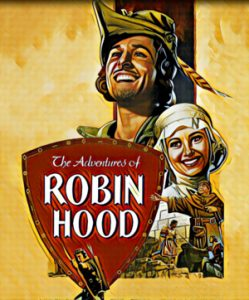 The Adventures of
ROBIN
HOOD